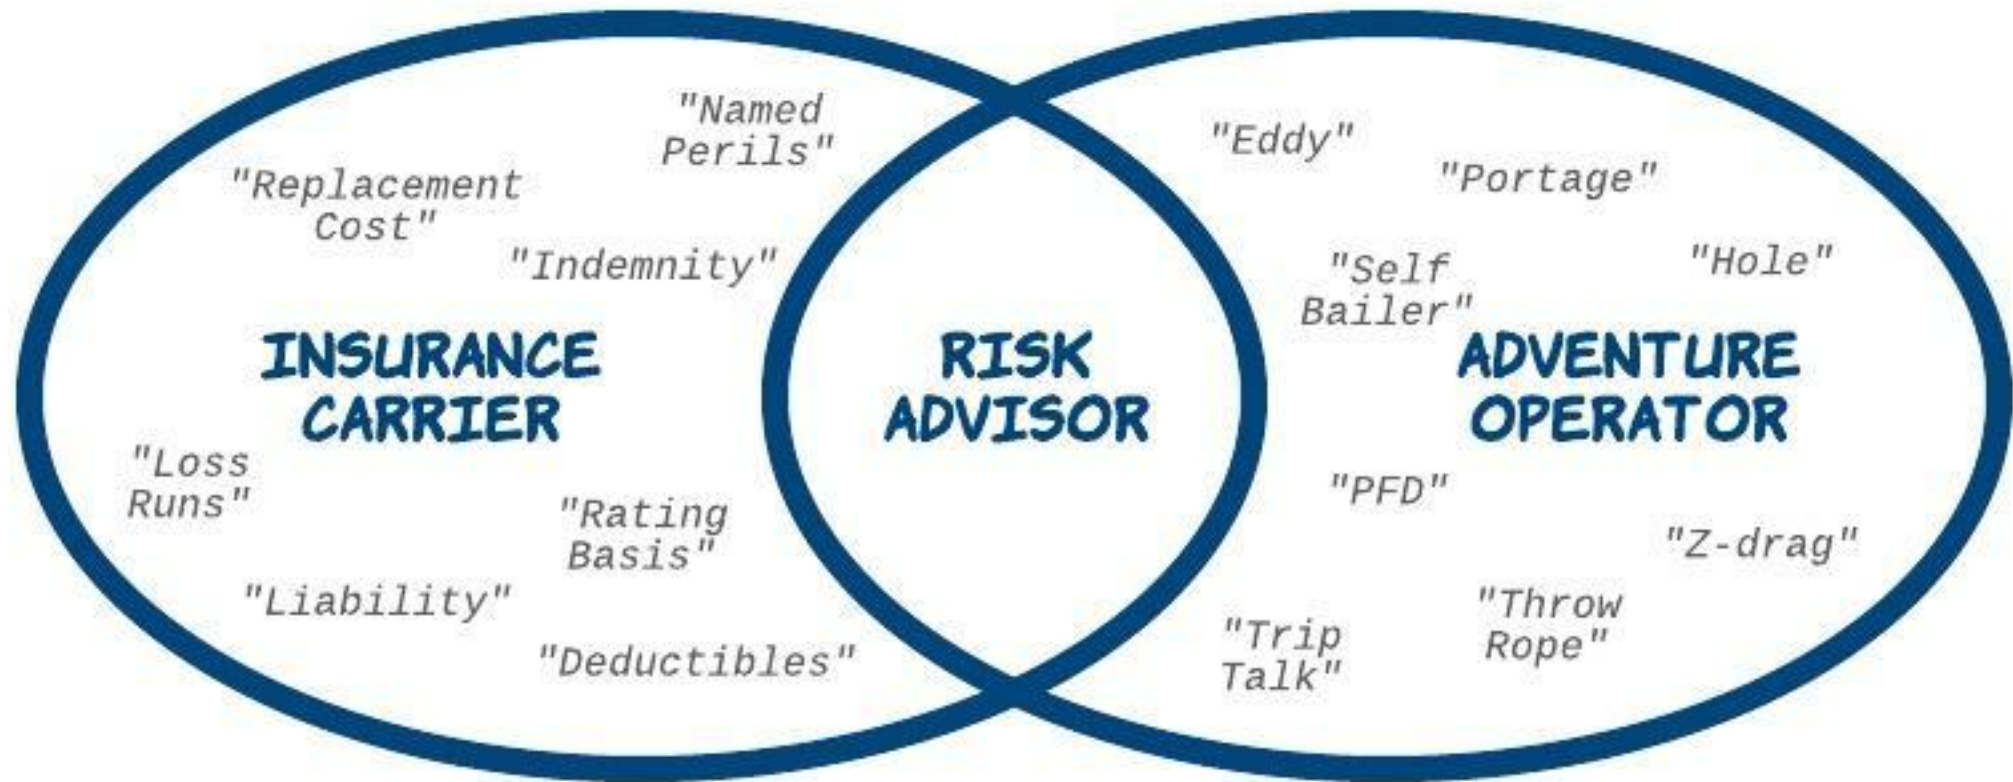 "Named
Perils"
"Replacement
Cost"
"Indemnity"
INSURANCE
CARRIER
"Loss
Runs"
"Rating
Basis"
"Liability"
"Deductibles"
RISK
ADVISOR
"Eddy"
"Portage"
"Self
Bailer"
"Hole"
ADVENTURE
OPERATOR
"PFD"
"Z-drag"
"Throw
Rope"
"Trip
Talk"